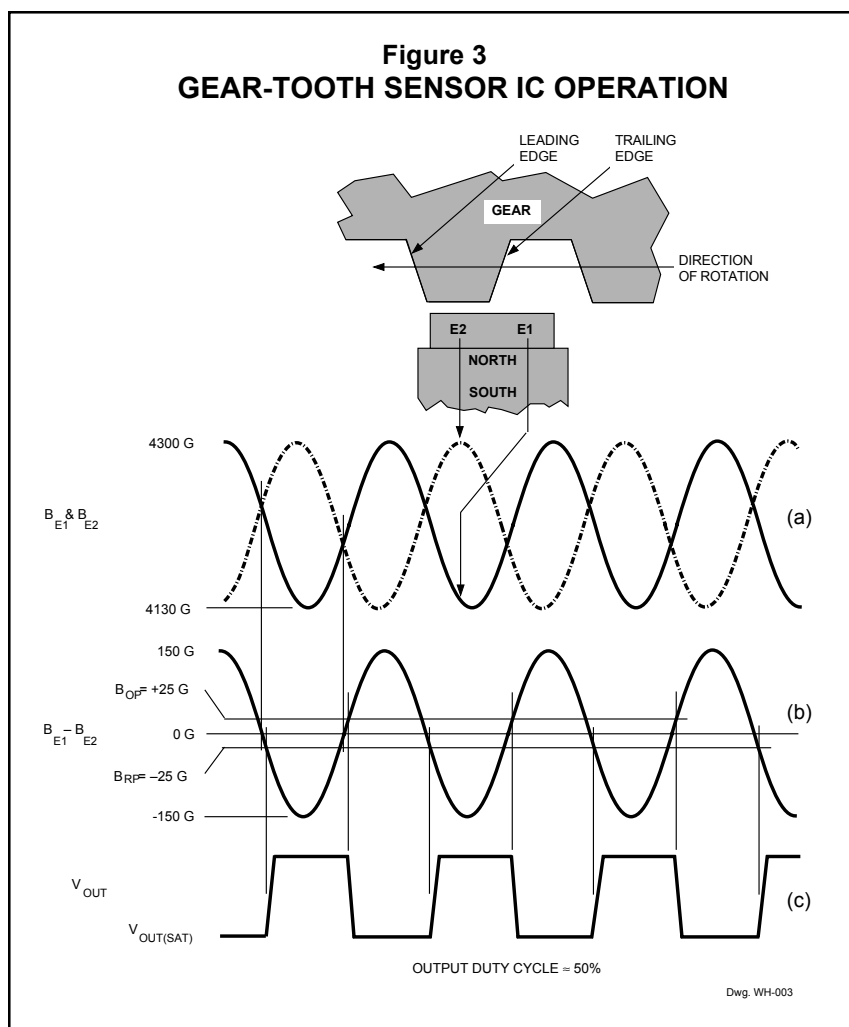 Figure 3
GEAR-TOOTH SENSOR IC OPERATION
LEADING
EDGE
TRAILING
EDGE
GEAR
DIRECTION
OF ROTATION
E2 E1
NORTH
SOUTH
4300 G
B E1 & B E2
(a)
4130 G
150 G
BOP = +25 G
(b)
B E1 – B E2
0 G
BRP = –25 G
-150 G
V OUT
(c)
V OUT(SAT)
OUTPUT DUTY CYCLE ≈ 50%
Dwg. WH-003